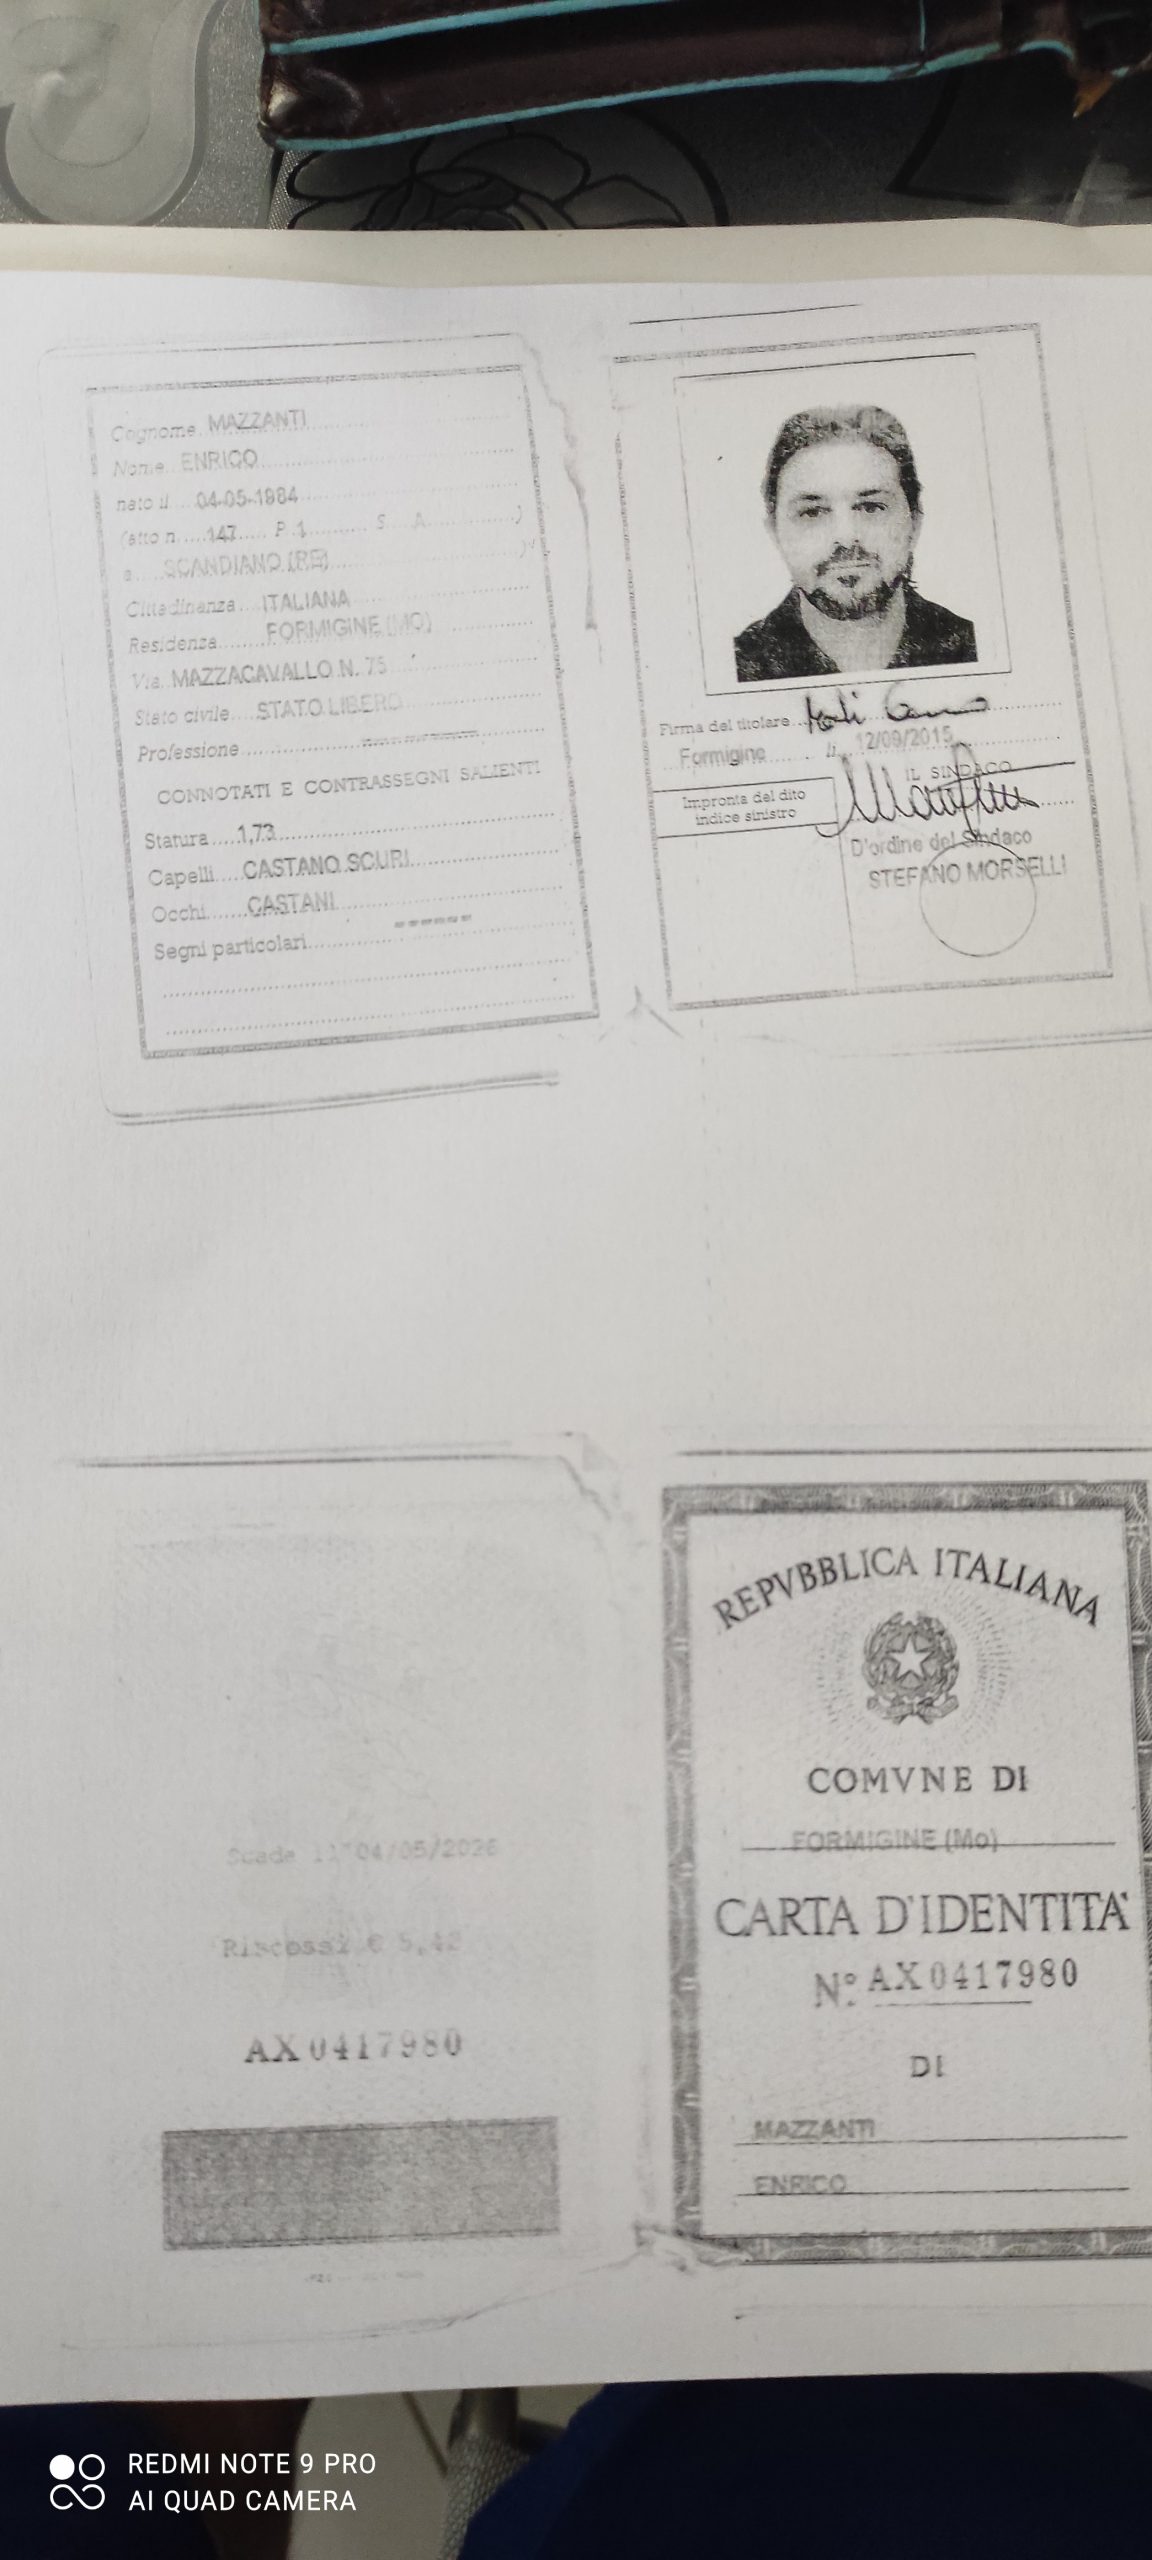 Cognome MAZZANTI
Nome ENRICO
nato il 04-05-1984
(atto n. 147 P. 1 S. A )
a SCANDIANO (RE)
Cittadinanza ITALIANA
Residenza FORMIGINE (MO)
Via MAZZACAVALLO N. 75
Stato civile STATO LIBERO
Professione
CONNOTATI E CONTRASSEGNI SALIENTI
Statura 1,73
Capelli CASTANO SCURI
Occhi CASTANI
Segni particolari
Firma del titolare
Formigine li 12/09/2015
IL SINDACO
Impronta del dito
indice sinistro
D'ordine del Sindaco
STEFANO MORSELLI
Scade il 04/05/2026
Riscossi € 5,42
AX0417980
REPVBBLICA ITALIANA
COMVNE DI
FORMIGINE (Mo)
CARTA D'IDENTITA'
N° AX0417980
DI
MAZZANTI
ENRICO
REDMI NOTE 9 PRO
AI QUAD CAMERA